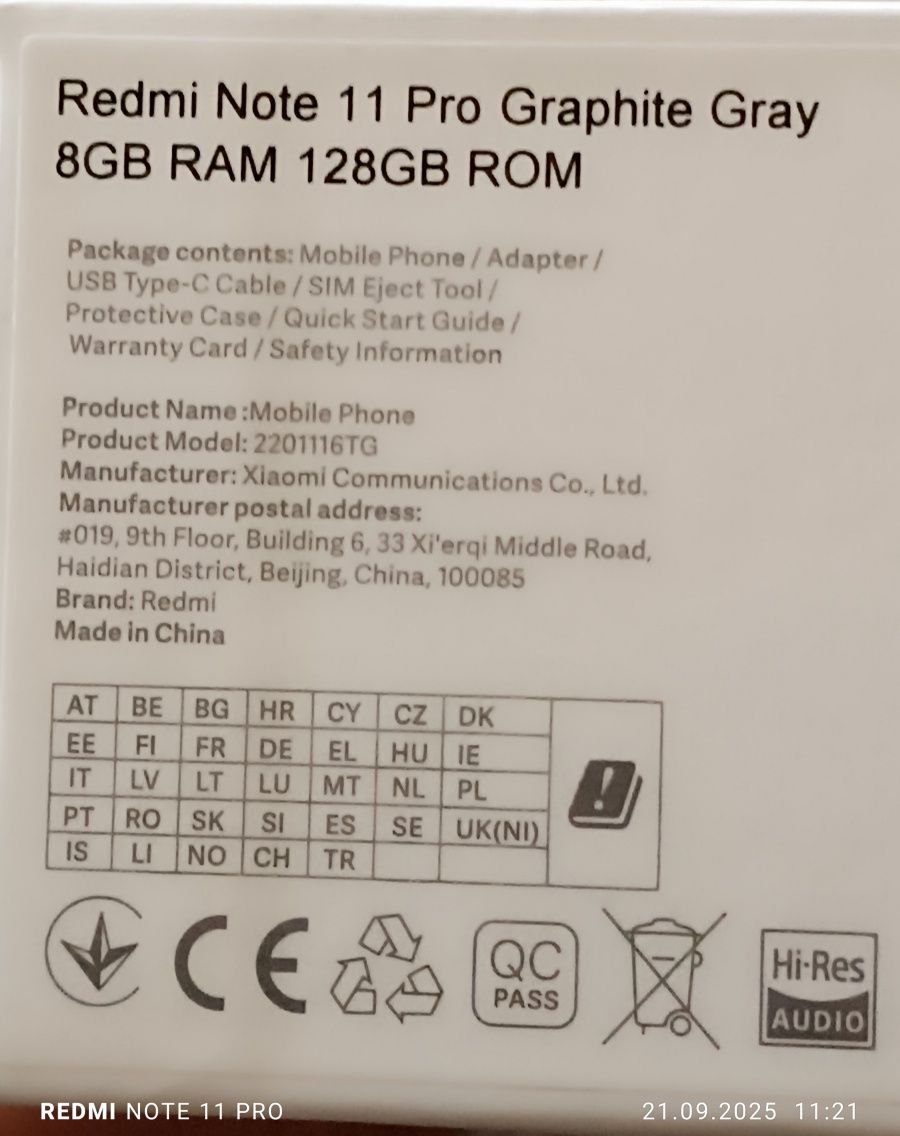 Redmi Note 11 Pro Graphite Gray
8GB RAM 128GB ROM
Package contents: Mobile Phone / Adapter /
USB Type-C Cable / SIM Eject Tool /
Protective Case / Quick Start Guide /
Warranty Card / Safety Information
Product Name :Mobile Phone
Product Model: 2201116TG
Manufacturer: Xiaomi Communications Co., Ltd.
Manufacturer postal address:
#019, 9th Floor, Building 6, 33 Xi'erqi Middle Road,
Haidian District, Beijing, China, 100085
Brand: Redmi
Made in China
AT BE BG HR CY CZ DK
EE FI FR DE EL HU IE
IT LV LT LU MT NL PL
PT RO SK SI ES SE UK(NI)
IS LI NO CH TR
CE
QC
PASS
Hi-Res
AUDIO
REDMI NOTE 11 PRO
21.09.2025 11:21